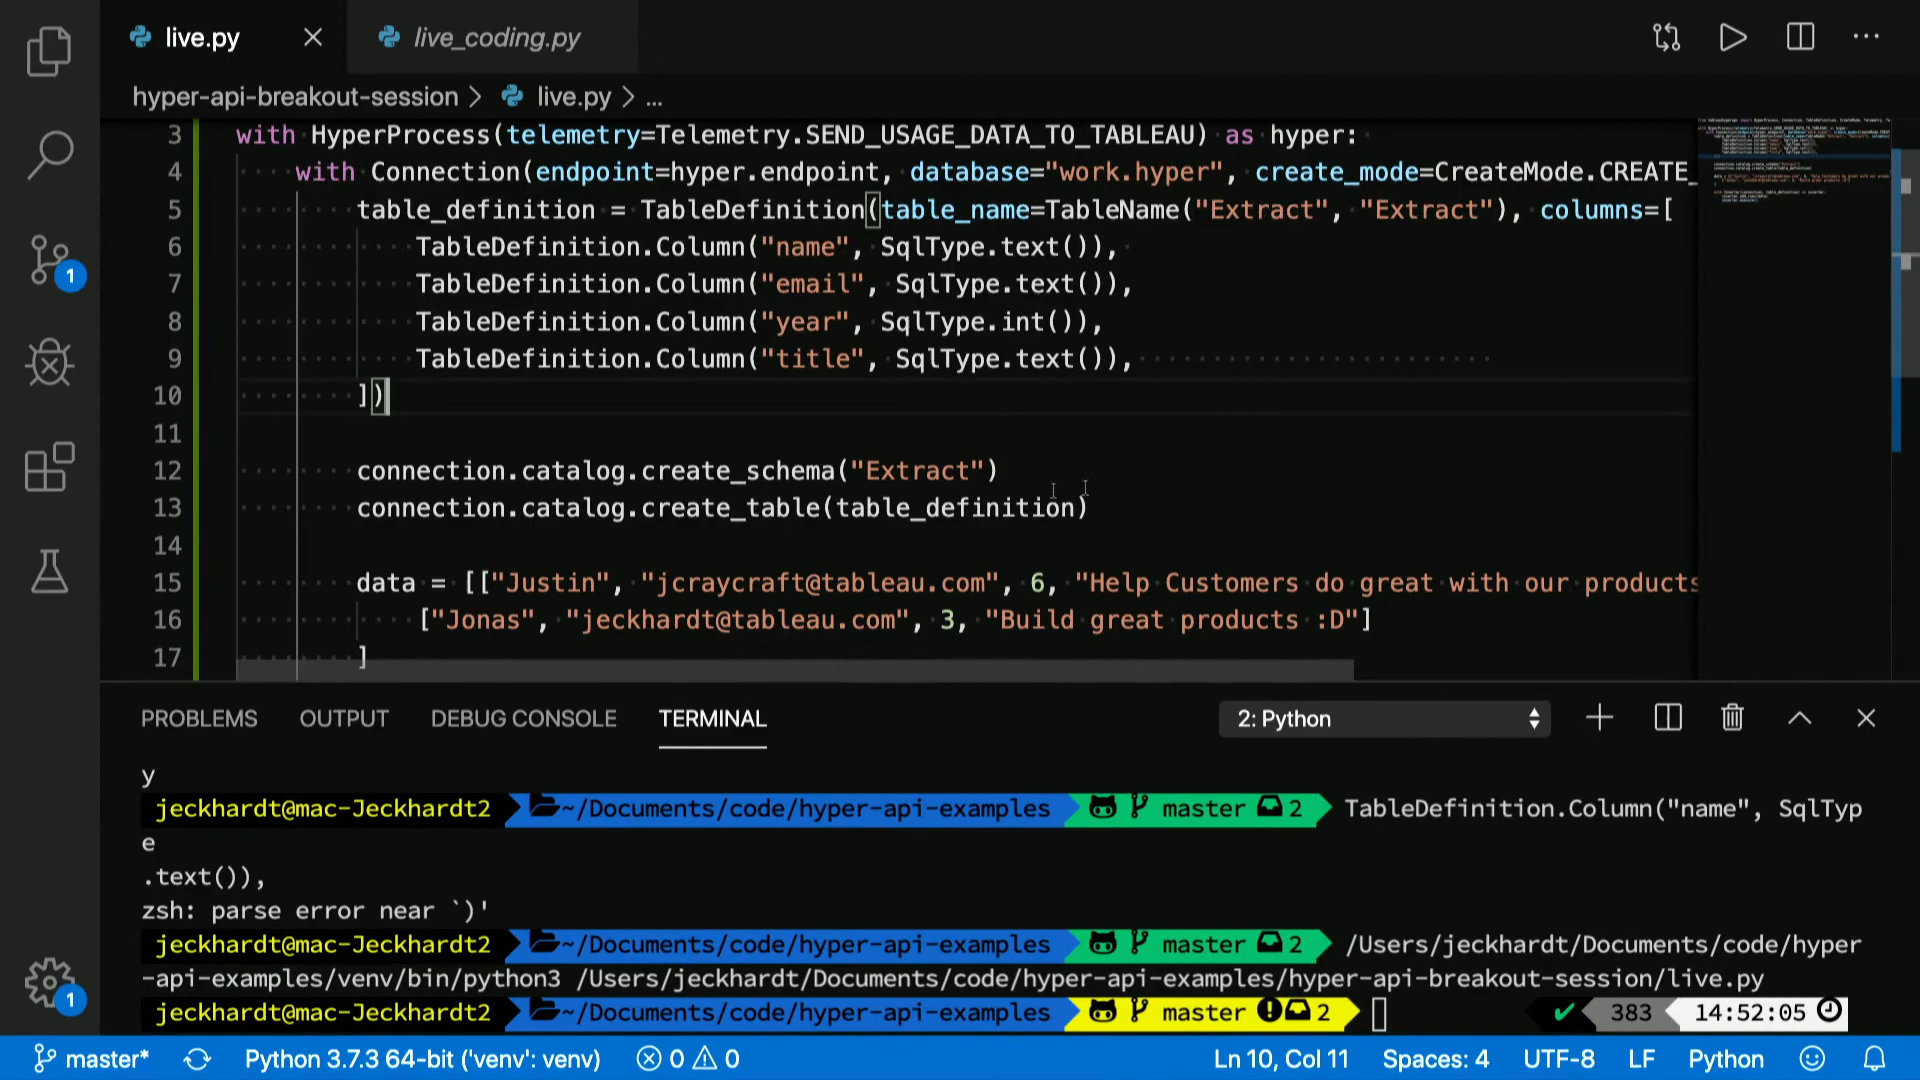 live.py
live_coding.py
hyper-api-breakout-session > live.py > ...
3 with HyperProcess(telemetry=Telemetry.SEND_USAGE_DATA_TO_TABLEAU) as hyper:
4 with Connection(endpoint=hyper.endpoint, database="work.hyper", create_mode=CreateMode.CREATE_
5 table_definition = TableDefinition(table_name=TableName("Extract", "Extract"), columns=[
6 TableDefinition.Column("name", SqlType.text()),
7 TableDefinition.Column("email", SqlType.text()),
8 TableDefinition.Column("year", SqlType.int()),
9 TableDefinition.Column("title", SqlType.text()),
10 ])
11
12 connection.catalog.create_schema("Extract")
13 connection.catalog.create_table(table_definition)
14
15 data = [["Justin", "jcraycraft@tableau.com", 6, "Help Customers do great with our products
16 ["Jonas", "jeckhardt@tableau.com", 3, "Build great products :D"]
17 ]
1
PROBLEMS OUTPUT DEBUG CONSOLE TERMINAL 2: Python
y
jeckhardt@mac-Jeckhardt2 ~/Documents/code/hyper-api-examples master 2 TableDefinition.Column("name", SqlTyp
e
.text()),
zsh: parse error near `)'
jeckhardt@mac-Jeckhardt2 ~/Documents/code/hyper-api-examples master 2 /Users/jeckhardt/Documents/code/hyper
-api-examples/venv/bin/python3 /Users/jeckhardt/Documents/code/hyper-api-examples/hyper-api-breakout-session/live.py
jeckhardt@mac-Jeckhardt2 ~/Documents/code/hyper-api-examples master 2 383 14:52:05
1
master* Python 3.7.3 64-bit ('venv': venv) 0 0 Ln 10, Col 11 Spaces: 4 UTF-8 LF Python